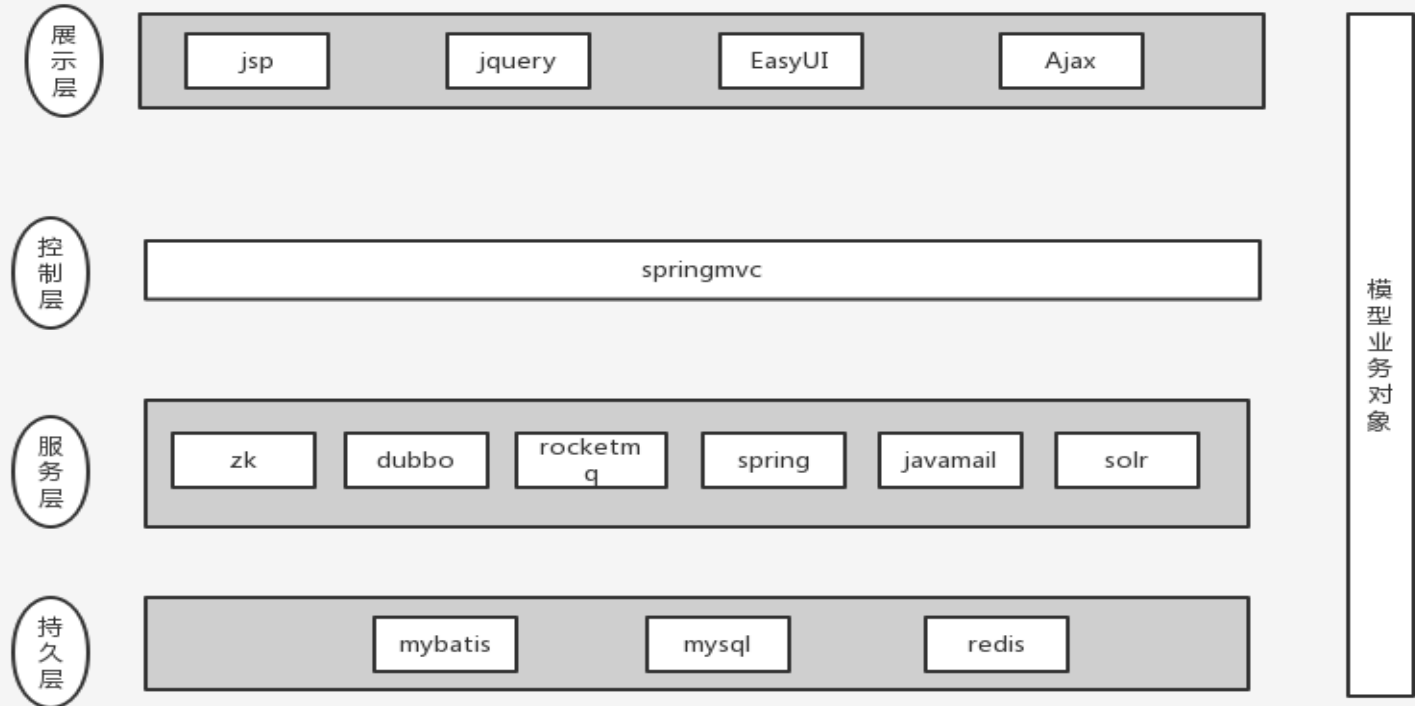 展示层
jsp
jquery
EasyUI
Ajax
控制层
springmvc
服务层
zk
dubbo
rocketm
q
spring
javamail
solr
持久层
mybatis
mysql
redis
模型业务对象